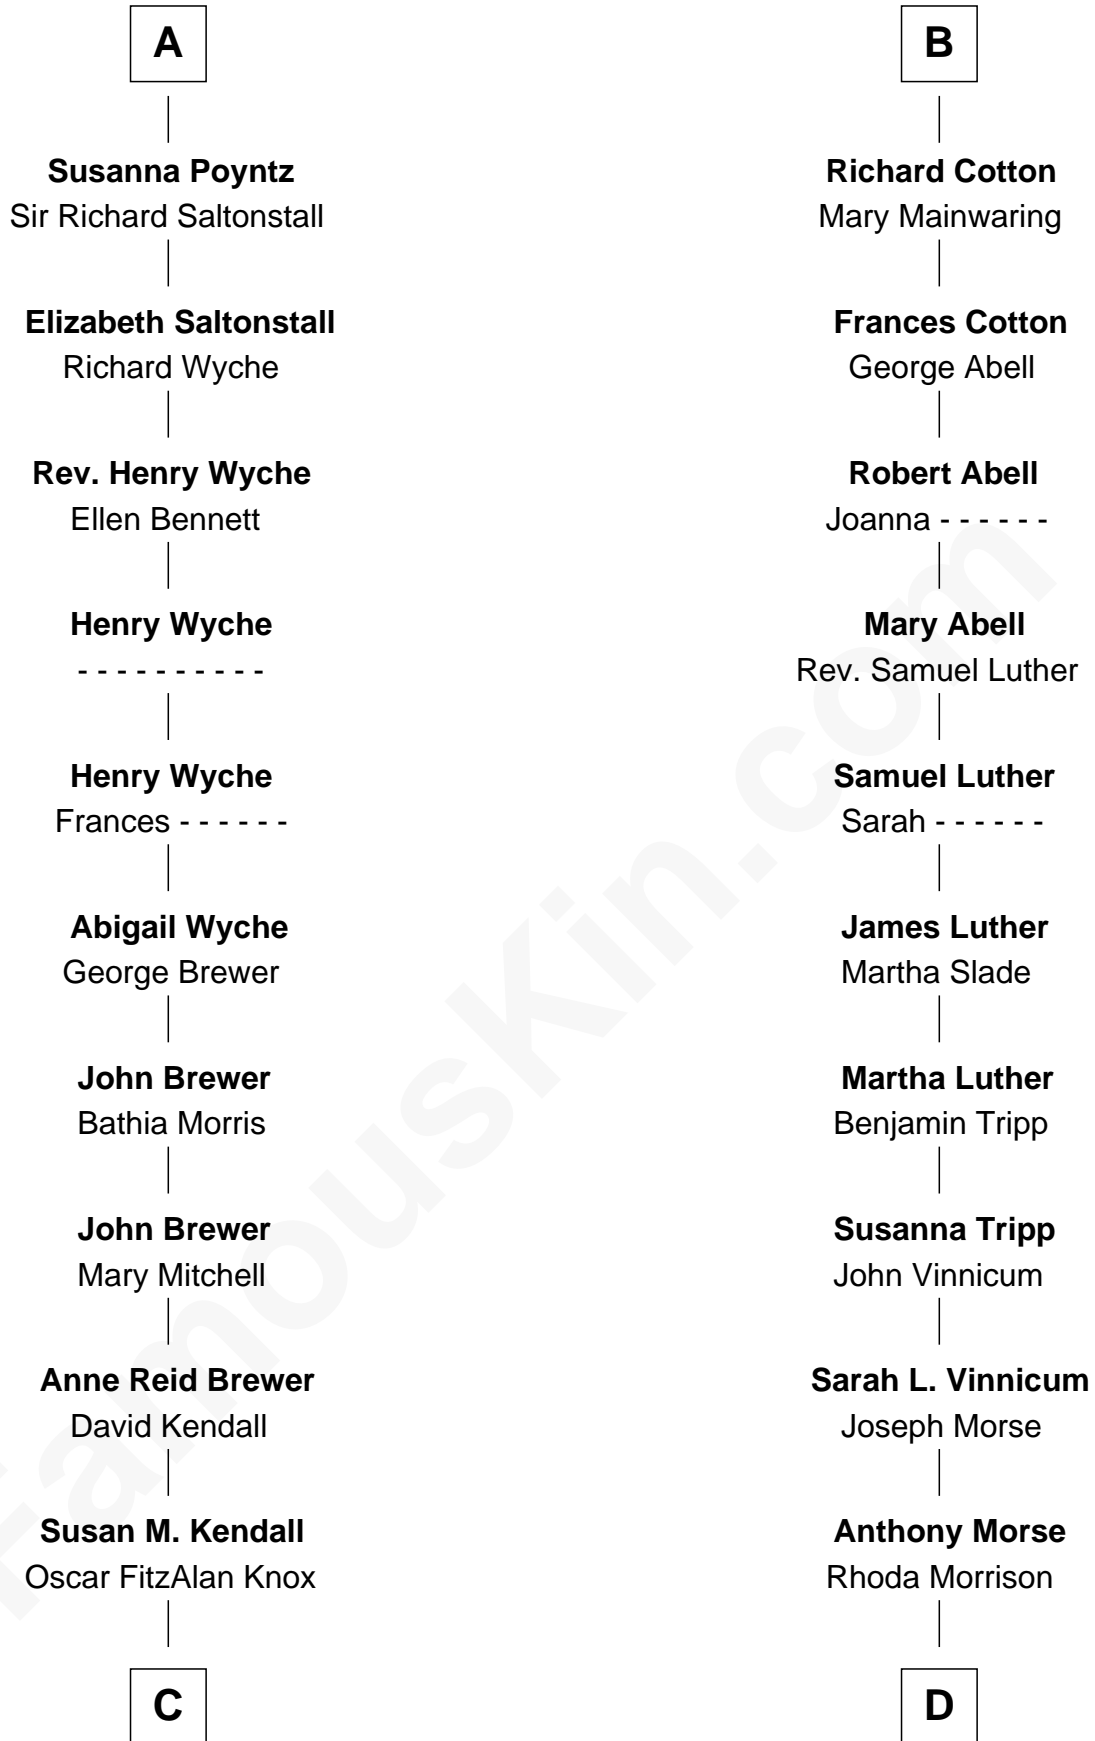 A
Susanna Poyntz
Sir Richard Saltonstall
Elizabeth Saltonstall
Richard Wyche
Rev. Henry Wyche
Ellen Bennett
Henry Wyche
- - - - - - - - - -
Henry Wyche
Frances - - - - - -
Abigail Wyche
George Brewer
John Brewer
Bathia Morris
John Brewer
Mary Mitchell
Anne Reid Brewer
David Kendall
Susan M. Kendall
Oscar FitzAlan Knox
C
B
Richard Cotton
Mary Mainwaring
Frances Cotton
George Abell
Robert Abell
Joanna - - - - - -
Mary Abell
Rev. Samuel Luther
Samuel Luther
Sarah - - - - - -
James Luther
Martha Slade
Martha Luther
Benjamin Tripp
Susanna Tripp
John Vinnicum
Sarah L. Vinnicum
Joseph Morse
Anthony Morse
Rhoda Morrison
D
FamousKin.com